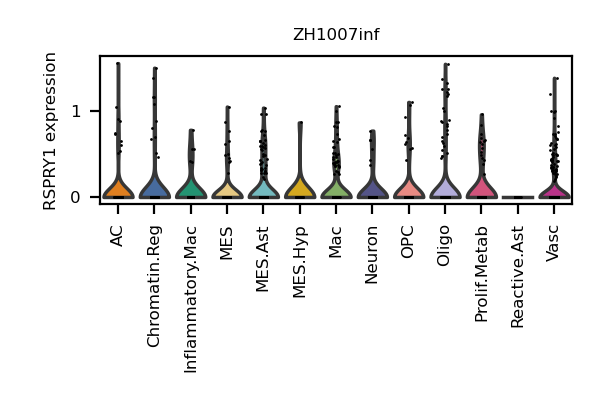 ZH1007inf
RSPRY1 expression
1
0
AC
Chromatin.Reg
Inflammatory.Mac
MES
MES.Ast
MES.Hyp
Mac
Neuron
OPC
Oligo
Prolif.Metab
Reactive.Ast
Vasc